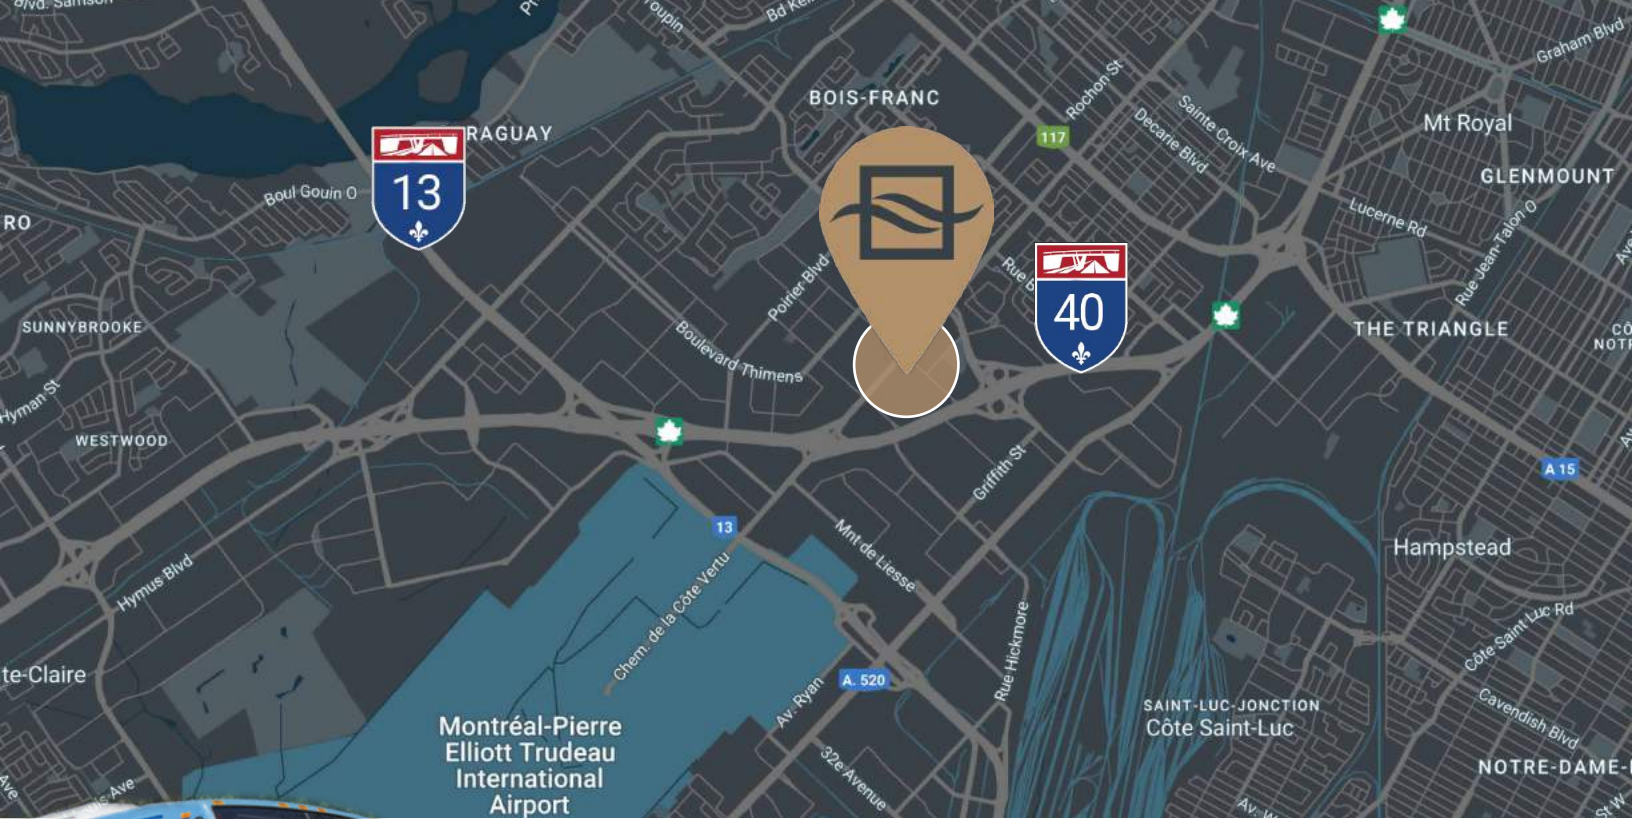 Bd Kel
BOIS-FRANC
Graham Blvd
Rochon St
Sainte Croix Ave
Decarie Blvd
117
Mt Royal
RAGUAY
GLENMOUNT
13
Boul Gouin O
Lucerne Rd
Rue Jean-Talon O
RO
Poirier Blvd
Rue
40
SUNNYBROOKE
Boulevard Thimens
THE TRIANGLE
Hyman St
WESTWOOD
Griffith St
A 15
13
Mnt de Liesse
Hampstead
Hymus Blvd
Chem. de la Côte Vertu
Côte Saint-Luc Rd
te-Claire
Rue Hickmore
A. 520
Av. Ryan
SAINT-LUC-JONCTION
Côte Saint-Luc
Cavendish Blvd
Montréal-Pierre
Elliott Trudeau
International
Airport
32e Avenue
NOTRE-DAME-
St W